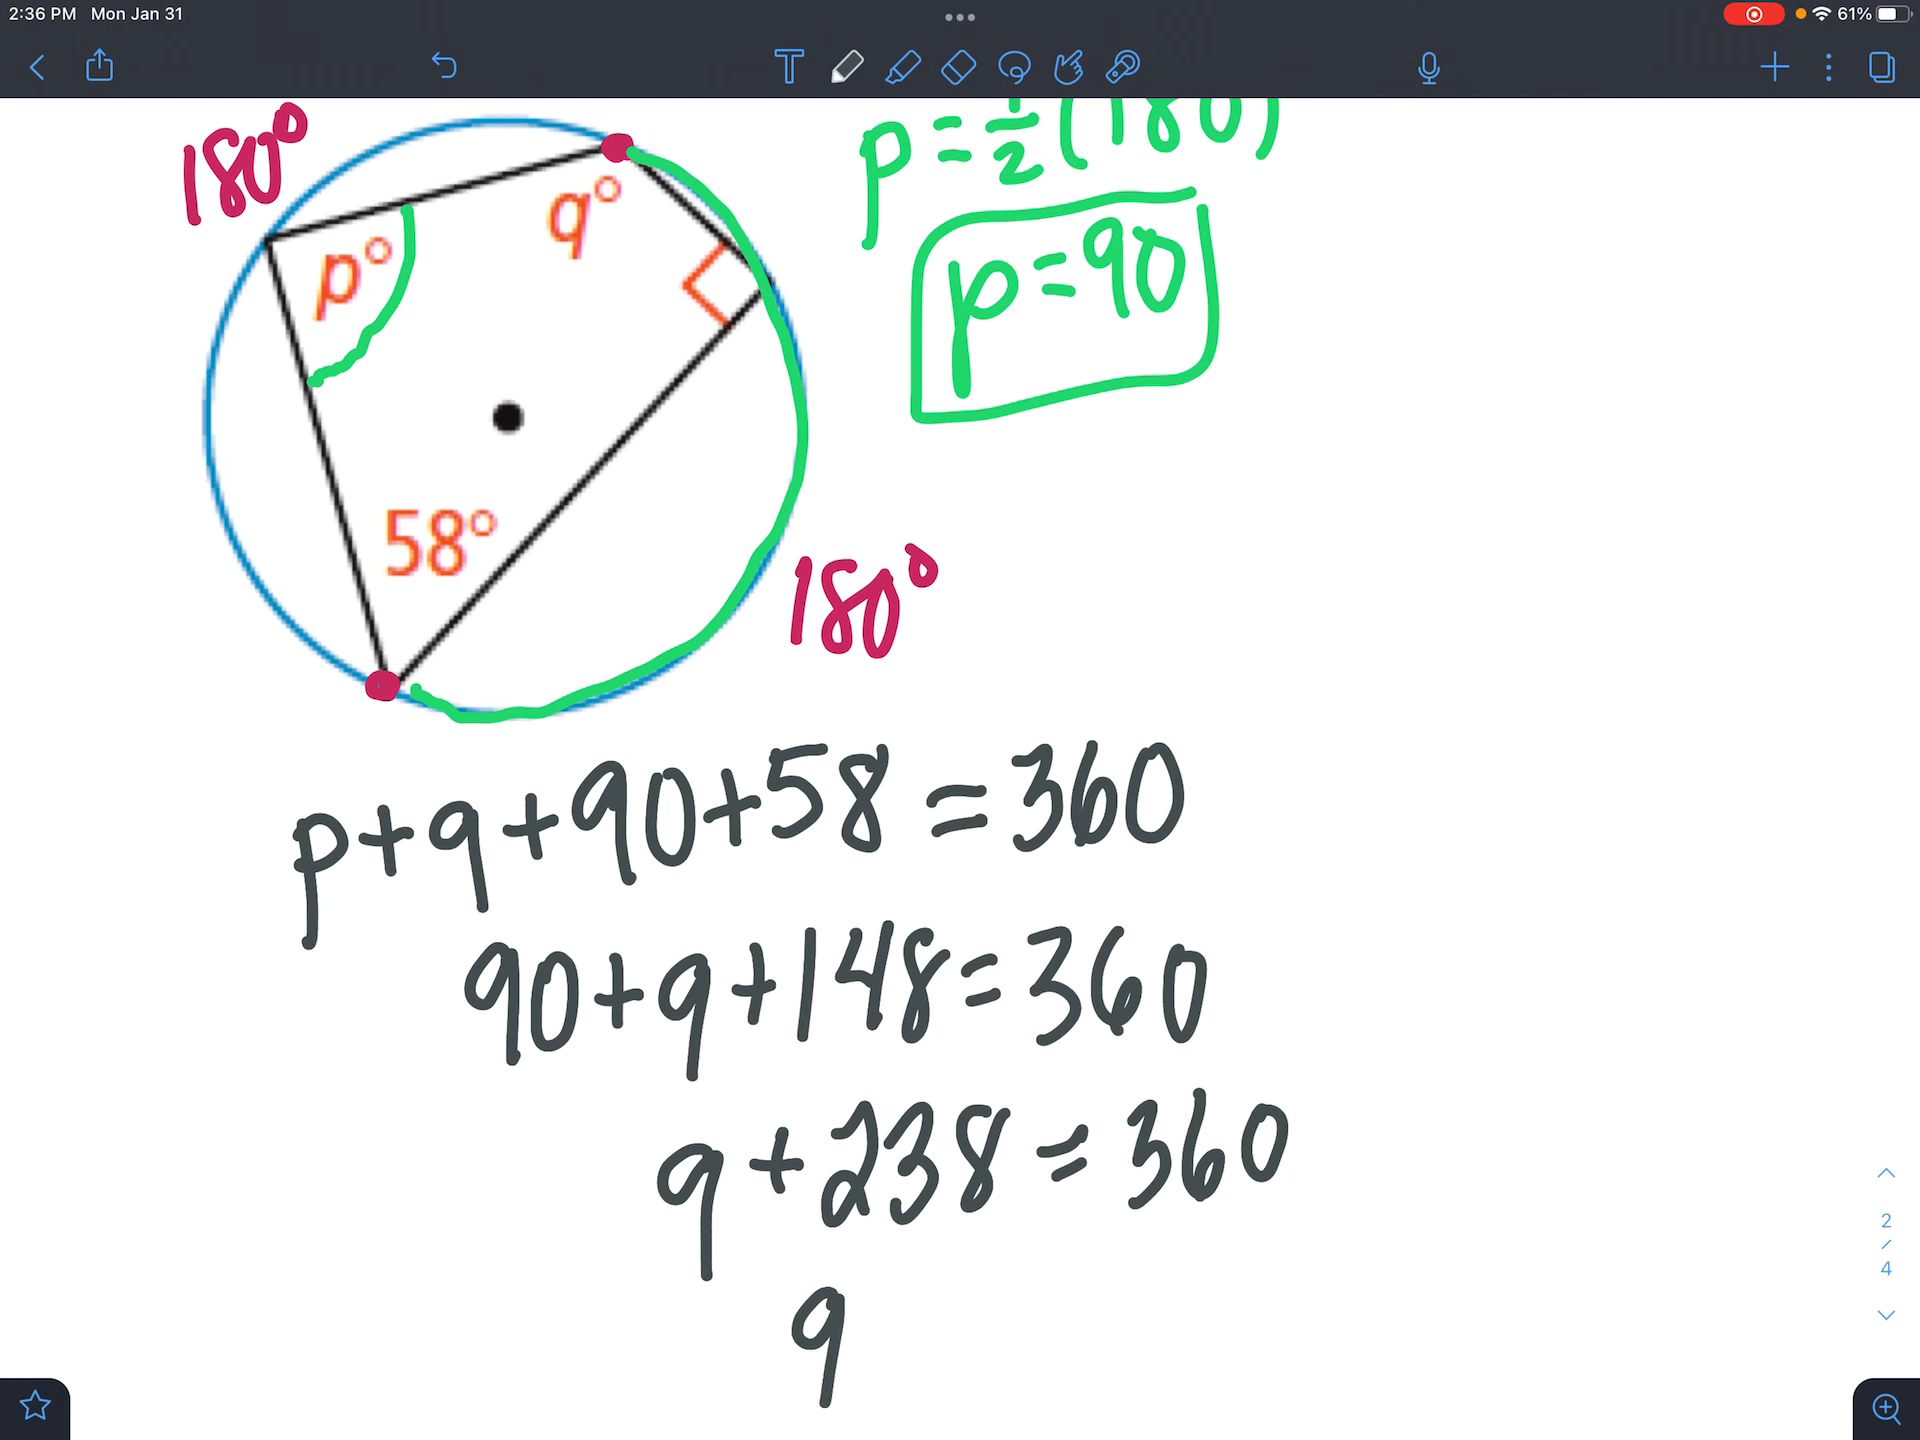 2:36 PM Mon Jan 31
61%
180°
p = 1/2 (180)
q°
p°
p = 90
58°
180°
p + q + 90 + 58 = 360
90 + q + 148 = 360
q + 238 = 360
q
2
/
4